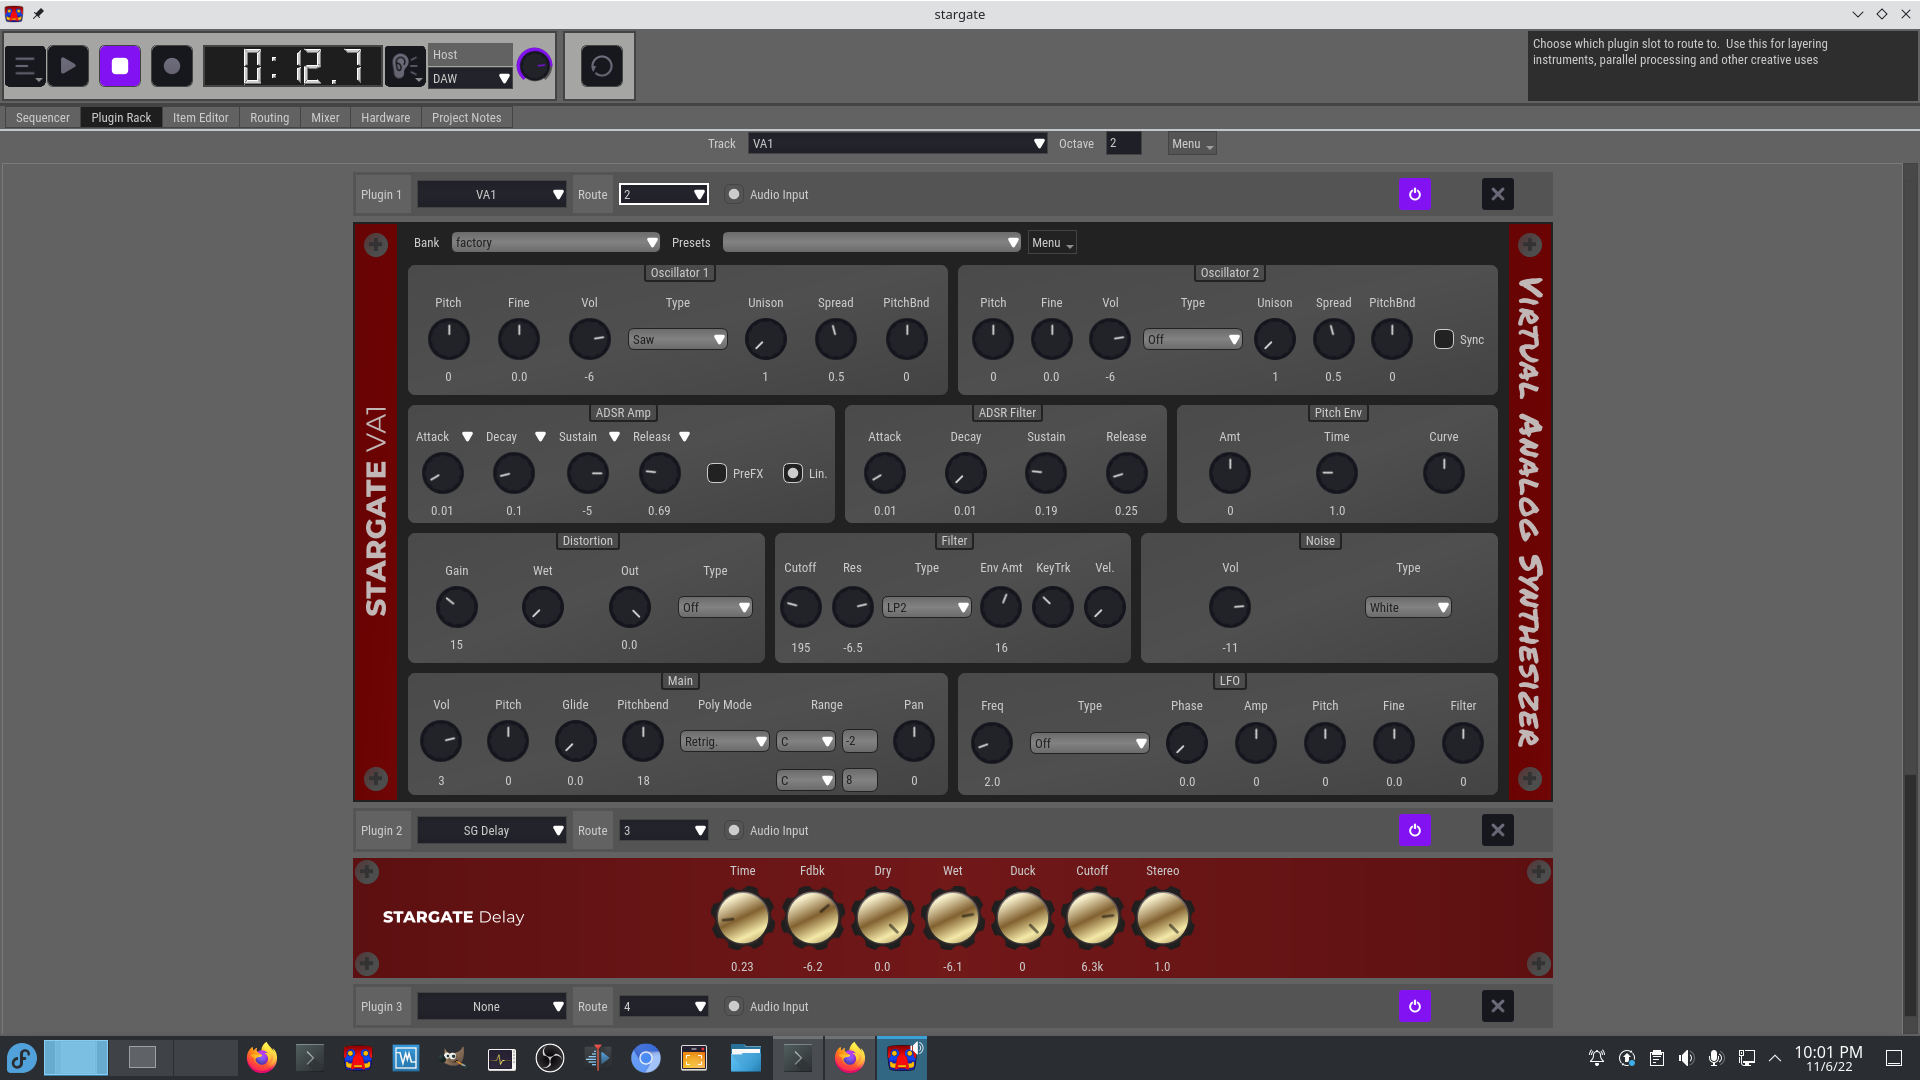 stargate
0:12.7
Host
DAW
Choose which plugin slot to route to.  Use this for layering
instruments, parallel processing and other creative uses
Sequencer Plugin Rack Item Editor Routing Mixer Hardware Project Notes
Track VA1 Octave 2 Menu
Plugin 1 VA1 Route 2 Audio Input
Bank factory Presets Menu
STARGATE VA1
VIRTUAL ANALOG SYNTHESIZER
Oscillator 1
Pitch Fine Vol Type Unison Spread PitchBnd
Saw
0 0.0 -6 1 0.5 0
Oscillator 2
Pitch Fine Vol Type Unison Spread PitchBnd
Off Sync
0 0.0 -6 1 0.5 0
ADSR Amp
Attack Decay Sustain Release
PreFX Lin.
0.01 0.1 -5 0.69
ADSR Filter
Attack Decay Sustain Release
0.01 0.01 0.19 0.25
Pitch Env
Amt Time Curve
0 1.0
Distortion
Gain Wet Out Type
Off
15 0.0
Filter
Cutoff Res Type Env Amt KeyTrk Vel.
LP2
195 -6.5 16
Noise
Vol Type
White
-11
Main
Vol Pitch Glide Pitchbend Poly Mode Range Pan
Retrig. C -2
3 0 0.0 18 C 8 0
LFO
Freq Type Phase Amp Pitch Fine Filter
Off
2.0 0.0 0 0 0.0 0
Plugin 2 SG Delay Route 3 Audio Input
Time Fdbk Dry Wet Duck Cutoff Stereo
STARGATE Delay
0.23 -6.2 0.0 -6.1 0 6.3k 1.0
Plugin 3 None Route 4 Audio Input
10:01 PM
11/6/22